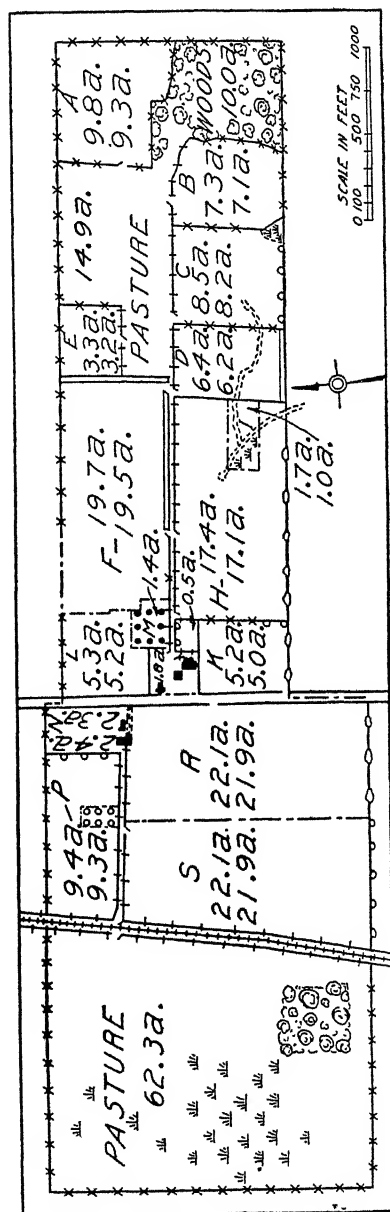 PASTURE
62.3a.
9.4a-P
9.3a.
2.4a.
N
2.3a
S
22.1a.
21.9a.
R
22.1a.
21.9a.
L
5.3a.
5.2a.
M
1.4a.
1.8a
0.5a.
K
5.2a.
5.0a.
F-19.7a.
19.5a.
H-17.4a.
17.1a.
1.7a.
1.0a.
E
3.3a.
3.2a.
14.9a.
PASTURE
D
6.4a.
6.2a.
C
8.5a.
8.2a.
B
7.3a.
7.1a.
A
9.8a.
9.3a.
WOODS
10.0a.
SCALE IN FEET
0 100 500 750 1000